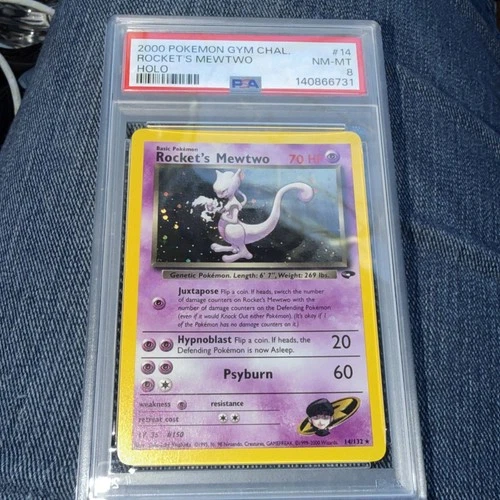 2000 POKEMON GYM CHAL. #14
ROCKET'S MEWTWO NM-MT
HOLO 8
PSA 140866731
Basic Pokémon
Rocket's Mewtwo 70 HP
Genetic Pokémon. Length: 6' 7", Weight: 269 lbs.
Juxtapose Flip a coin. If heads, switch the number
of damage counters on Rocket's Mewtwo with the
number of damage counters on the Defending Pokémon
(even if would Knock Out either Pokémon). (It's okay if 1
of the Pokémon has no damage counters on it.)
Hypnoblast Flip a coin. If heads, the 20
Defending Pokémon is now Asleep.
Psyburn 60
weakness resistance
retreat cost
LV. 35 #150
14/132 ★